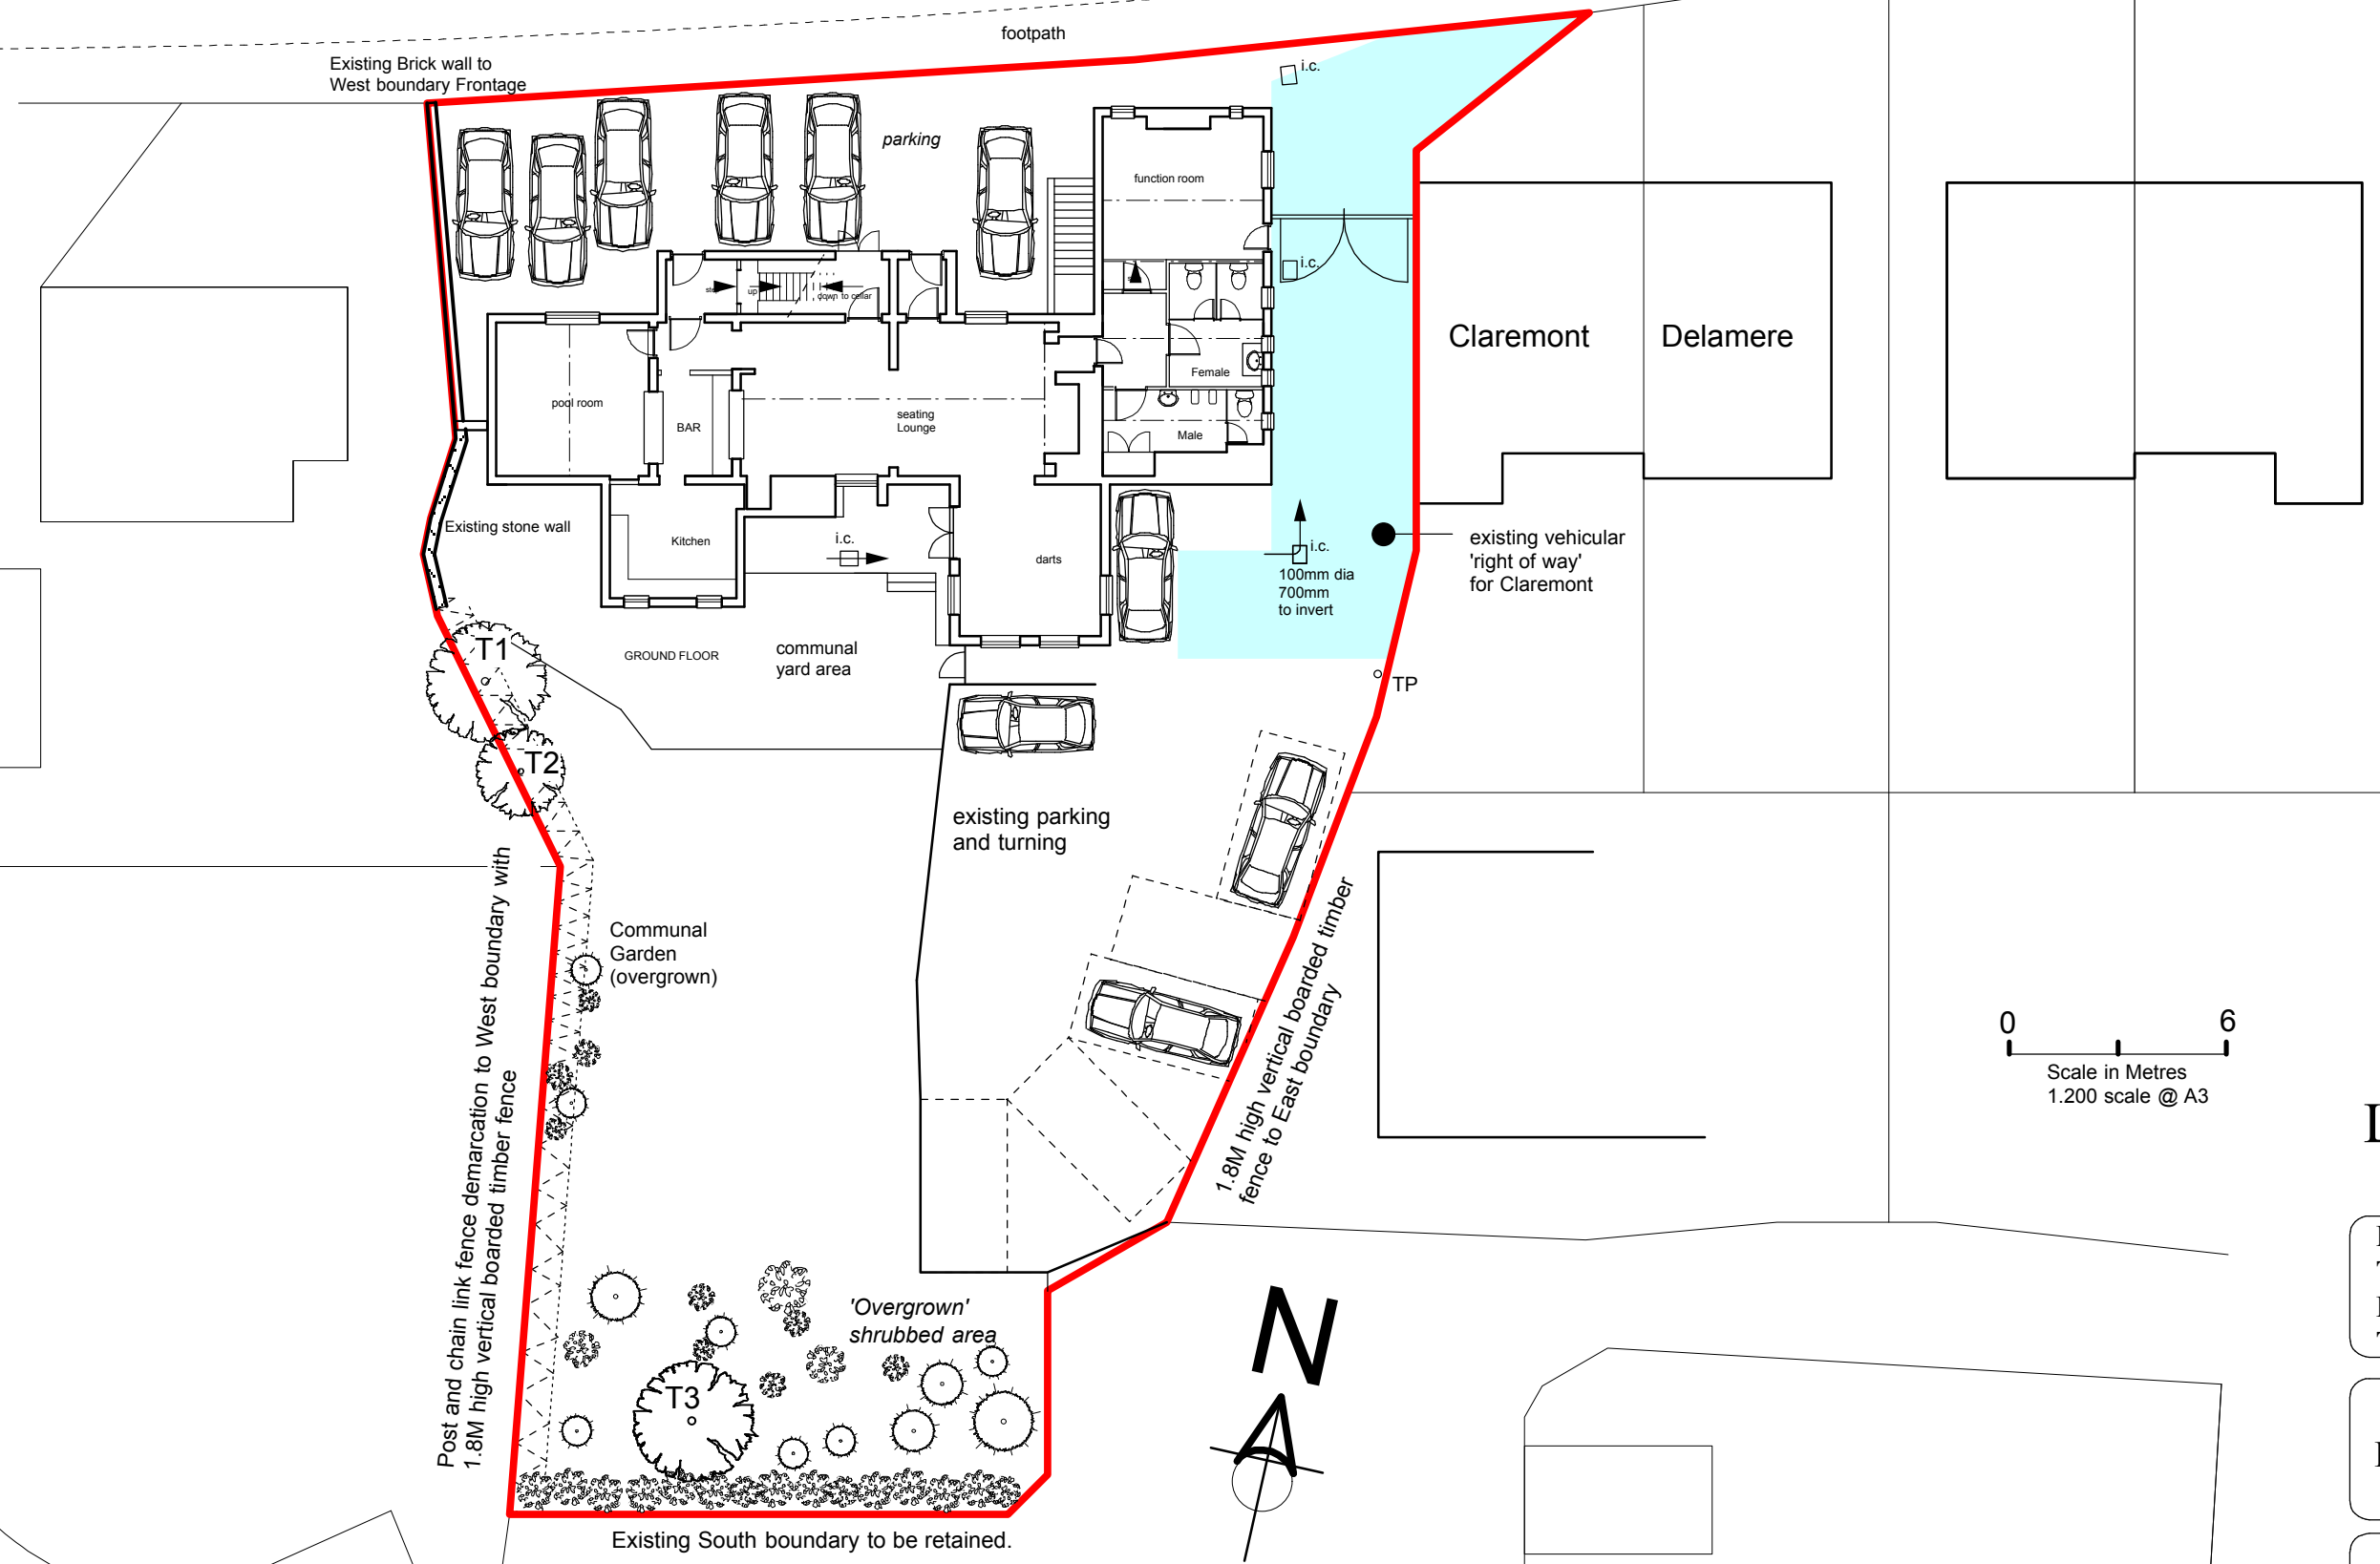 footpath
Existing Brick wall to
West boundary Frontage
i.c.
parking
function room
i.c.
up
down to cellar
Claremont
Delamere
Female
pool room
seating
Lounge
BAR
Male
Existing stone wall
Kitchen
i.c.
darts
i.c.
100mm dia
700mm
to invert
existing vehicular
'right of way'
for Claremont
T1
GROUND FLOOR
communal
yard area
TP
T2
existing parking
and turning
Communal
Garden
(overgrown)
Post and chain link fence demarcation to West boundary with
1.8M high vertical boarded timber fence
1.8M high vertical boarded timber
fence to East boundary
0 6
Scale in Metres
1.200 scale @ A3
'Overgrown'
shrubbed area
T3
N
Existing South boundary to be retained.